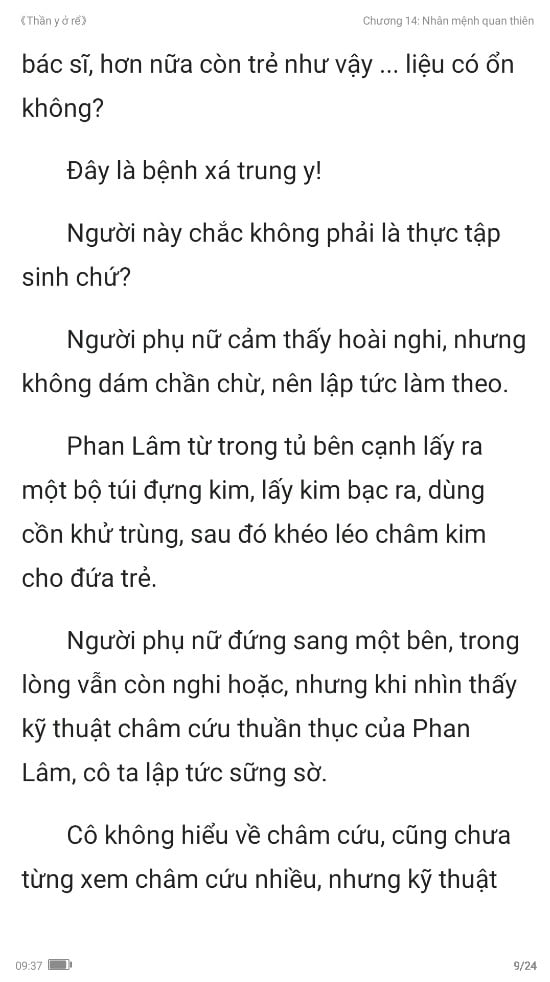 《Thần y ở rể》
Chương 14: Nhân mệnh quan thiên
bác sĩ, hơn nữa còn trẻ như vậy ... liệu có ổn
không?
Đây là bệnh xá trung y!
Người này chắc không phải là thực tập
sinh chứ?
Người phụ nữ cảm thấy hoài nghi, nhưng
không dám chần chừ, nên lập tức làm theo.
Phan Lâm từ trong tủ bên cạnh lấy ra
một bộ túi đựng kim, lấy kim bạc ra, dùng
cồn khử trùng, sau đó khéo léo châm kim
cho đứa trẻ.
Người phụ nữ đứng sang một bên, trong
lòng vẫn còn nghi hoặc, nhưng khi nhìn thấy
kỹ thuật châm cứu thuần thục của Phan
Lâm, cô ta lập tức sững sờ.
Cô không hiểu về châm cứu, cũng chưa
từng xem châm cứu nhiều, nhưng kỹ thuật
09:37
9/24